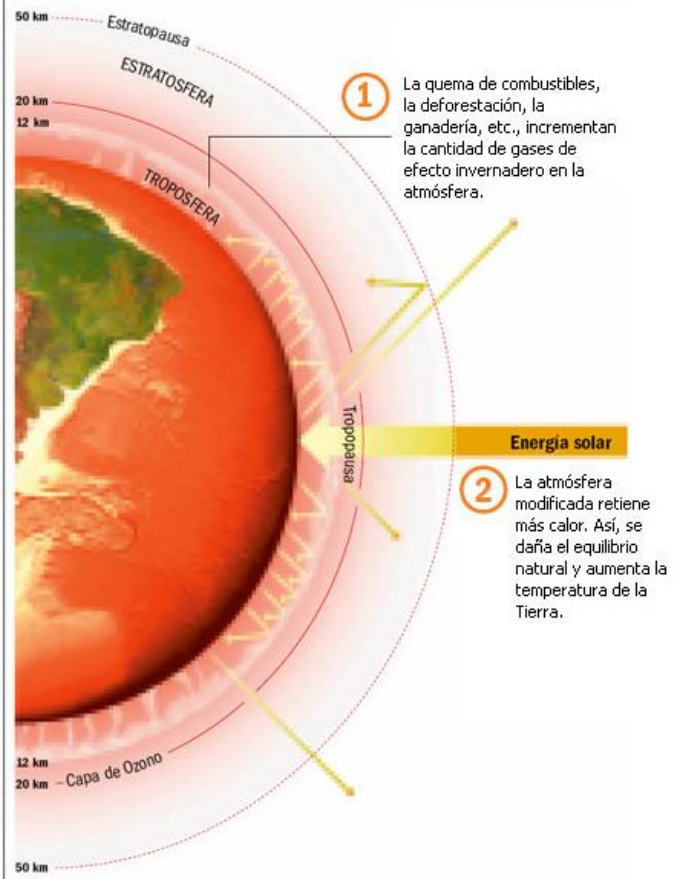 50 km
Estratopausa
ESTRATOSFERA
20 km
12 km
TROPOSFERA
1
La quema de combustibles,
la deforestación, la
ganadería, etc., incrementan
la cantidad de gases de
efecto invernadero en la
atmósfera.
Tropopausa
Energía solar
2
La atmósfera
modificada retiene
más calor. Así, se
daña el equilibrio
natural y aumenta la
temperatura de la
Tierra.
12 km
20 km
Capa de Ozono
50 km